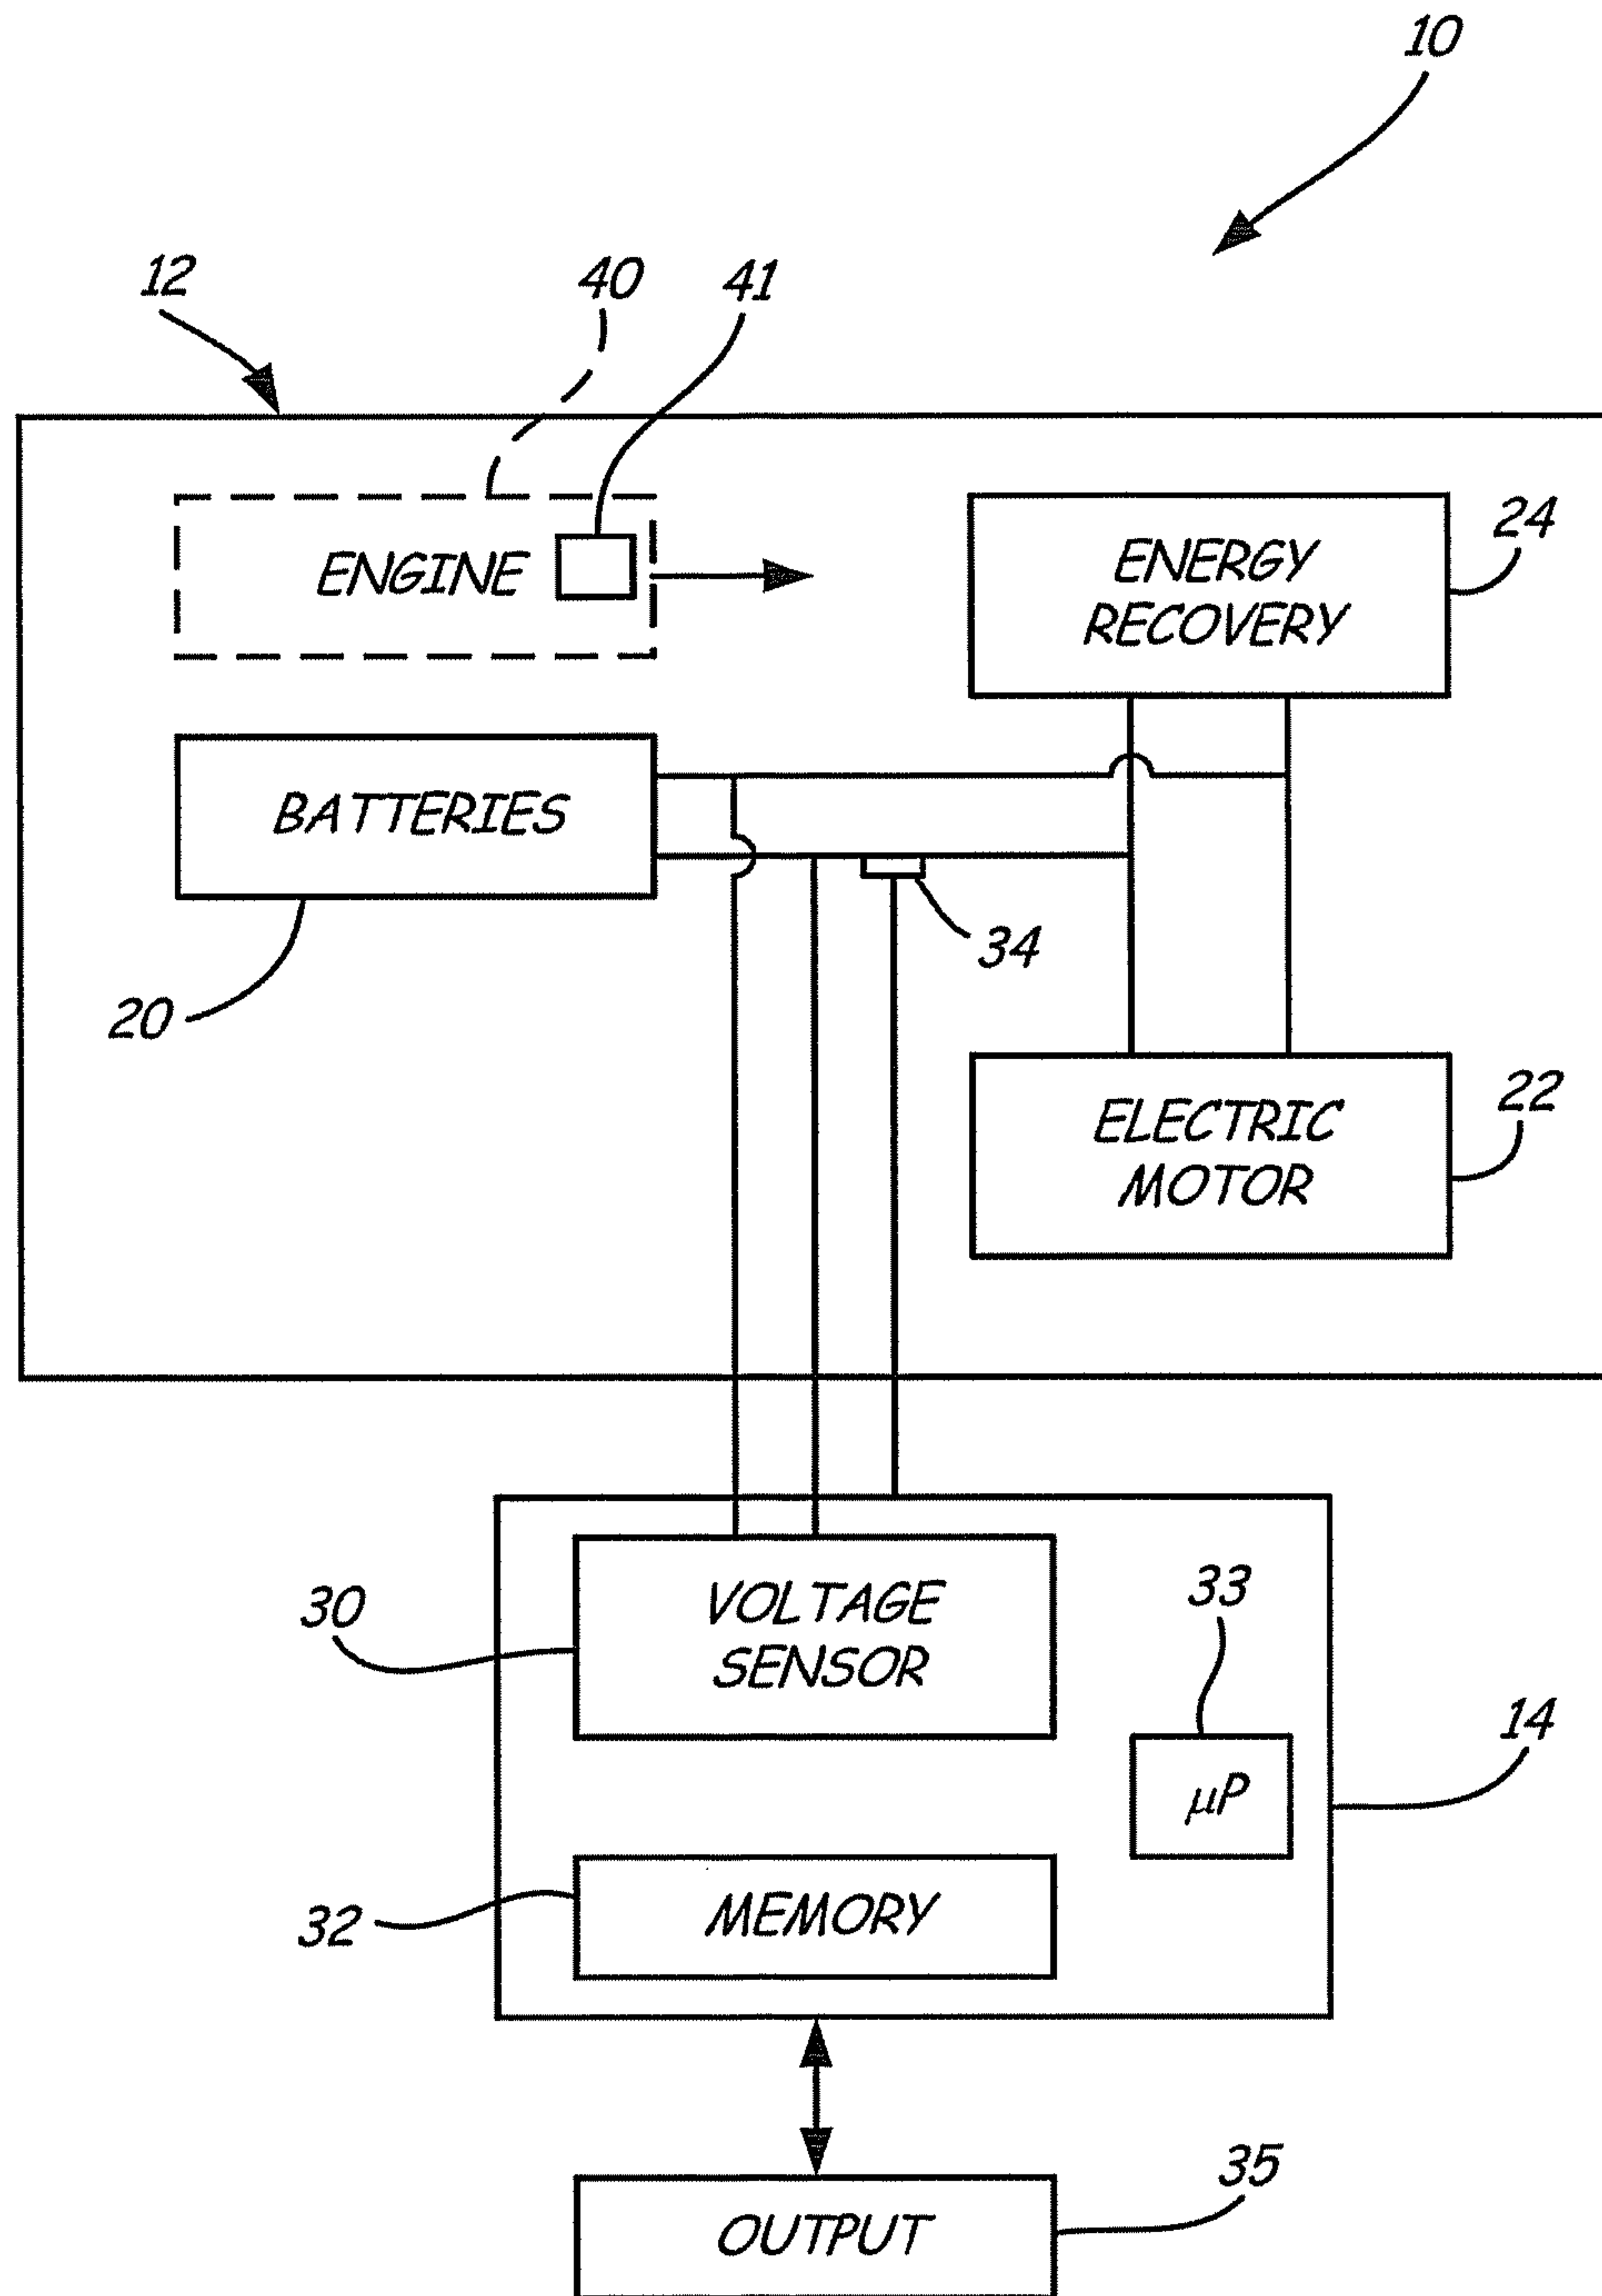 10
12
40
41
ENGINE
ENERGY
RECOVERY
24
BATTERIES
34
20
ELECTRIC
MOTOR
22
VOLTAGE
SENSOR
30
33
14
μP
MEMORY
32
35
OUTPUT